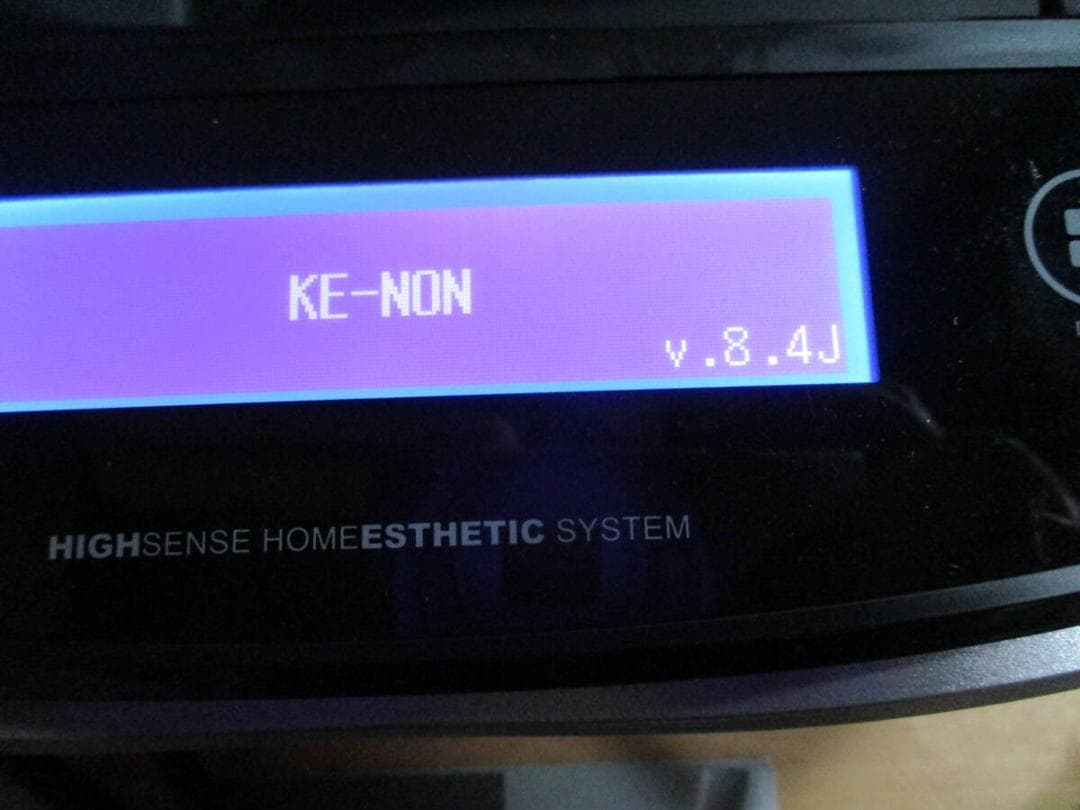 KE-NON
v.8.4J
HIGHSENSE HOMEESTHETIC SYSTEM